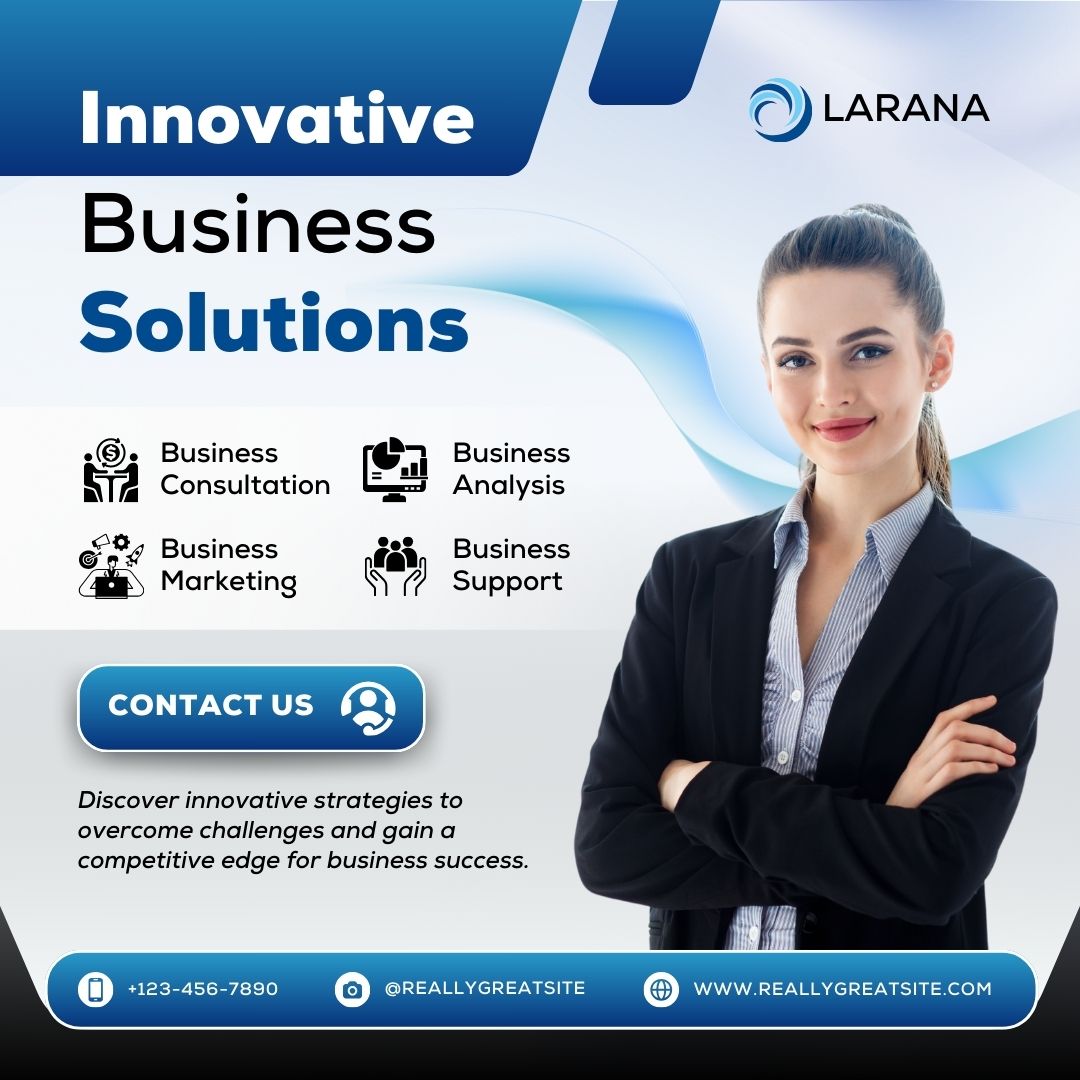 Innovative
LARANA
Business
Solutions
Business
Consultation
Business
Analysis
Business
Marketing
Business
Support
CONTACT US
Discover innovative strategies to
overcome challenges and gain a
competitive edge for business success.
+123-456-7890
@REALLYGREATSITE
WWW.REALLYGREATSITE.COM